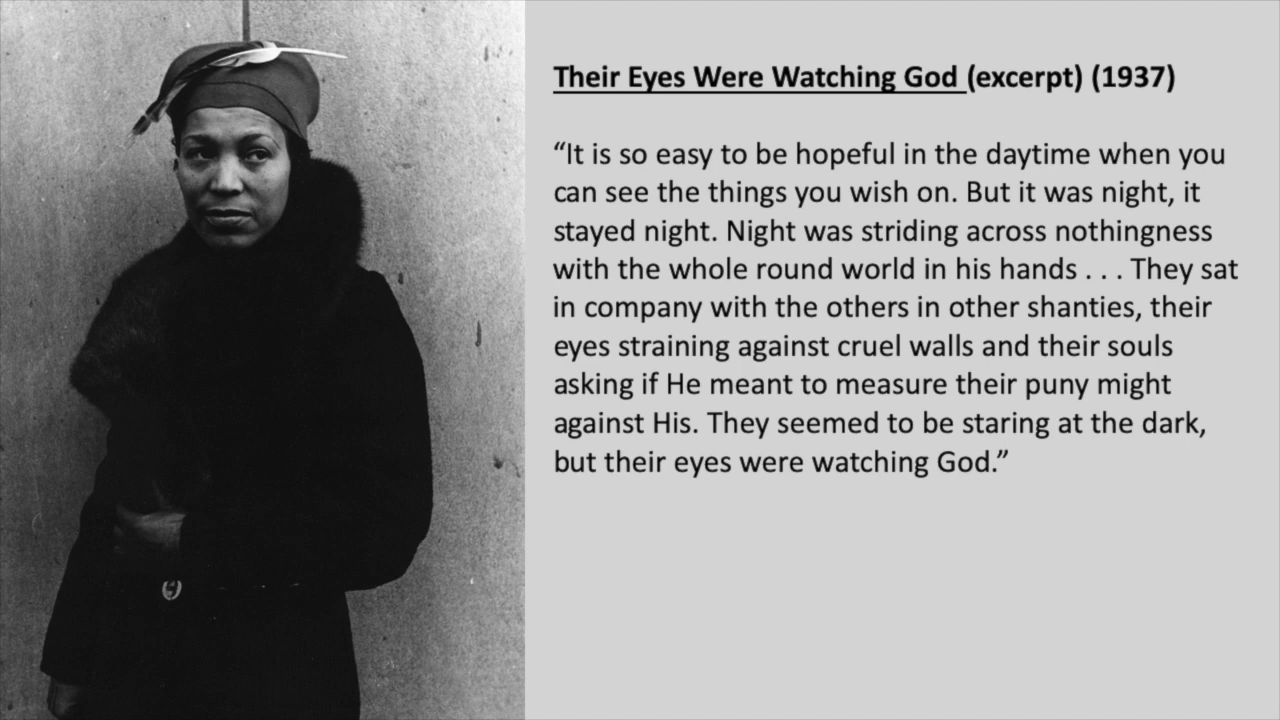 Their Eyes Were Watching God (excerpt) (1937)
“It is so easy to be hopeful in the daytime when you
can see the things you wish on. But it was night, it
stayed night. Night was striding across nothingness
with the whole round world in his hands . . . They sat
in company with the others in other shanties, their
eyes straining against cruel walls and their souls
asking if He meant to measure their puny might
against His. They seemed to be staring at the dark,
but their eyes were watching God.”